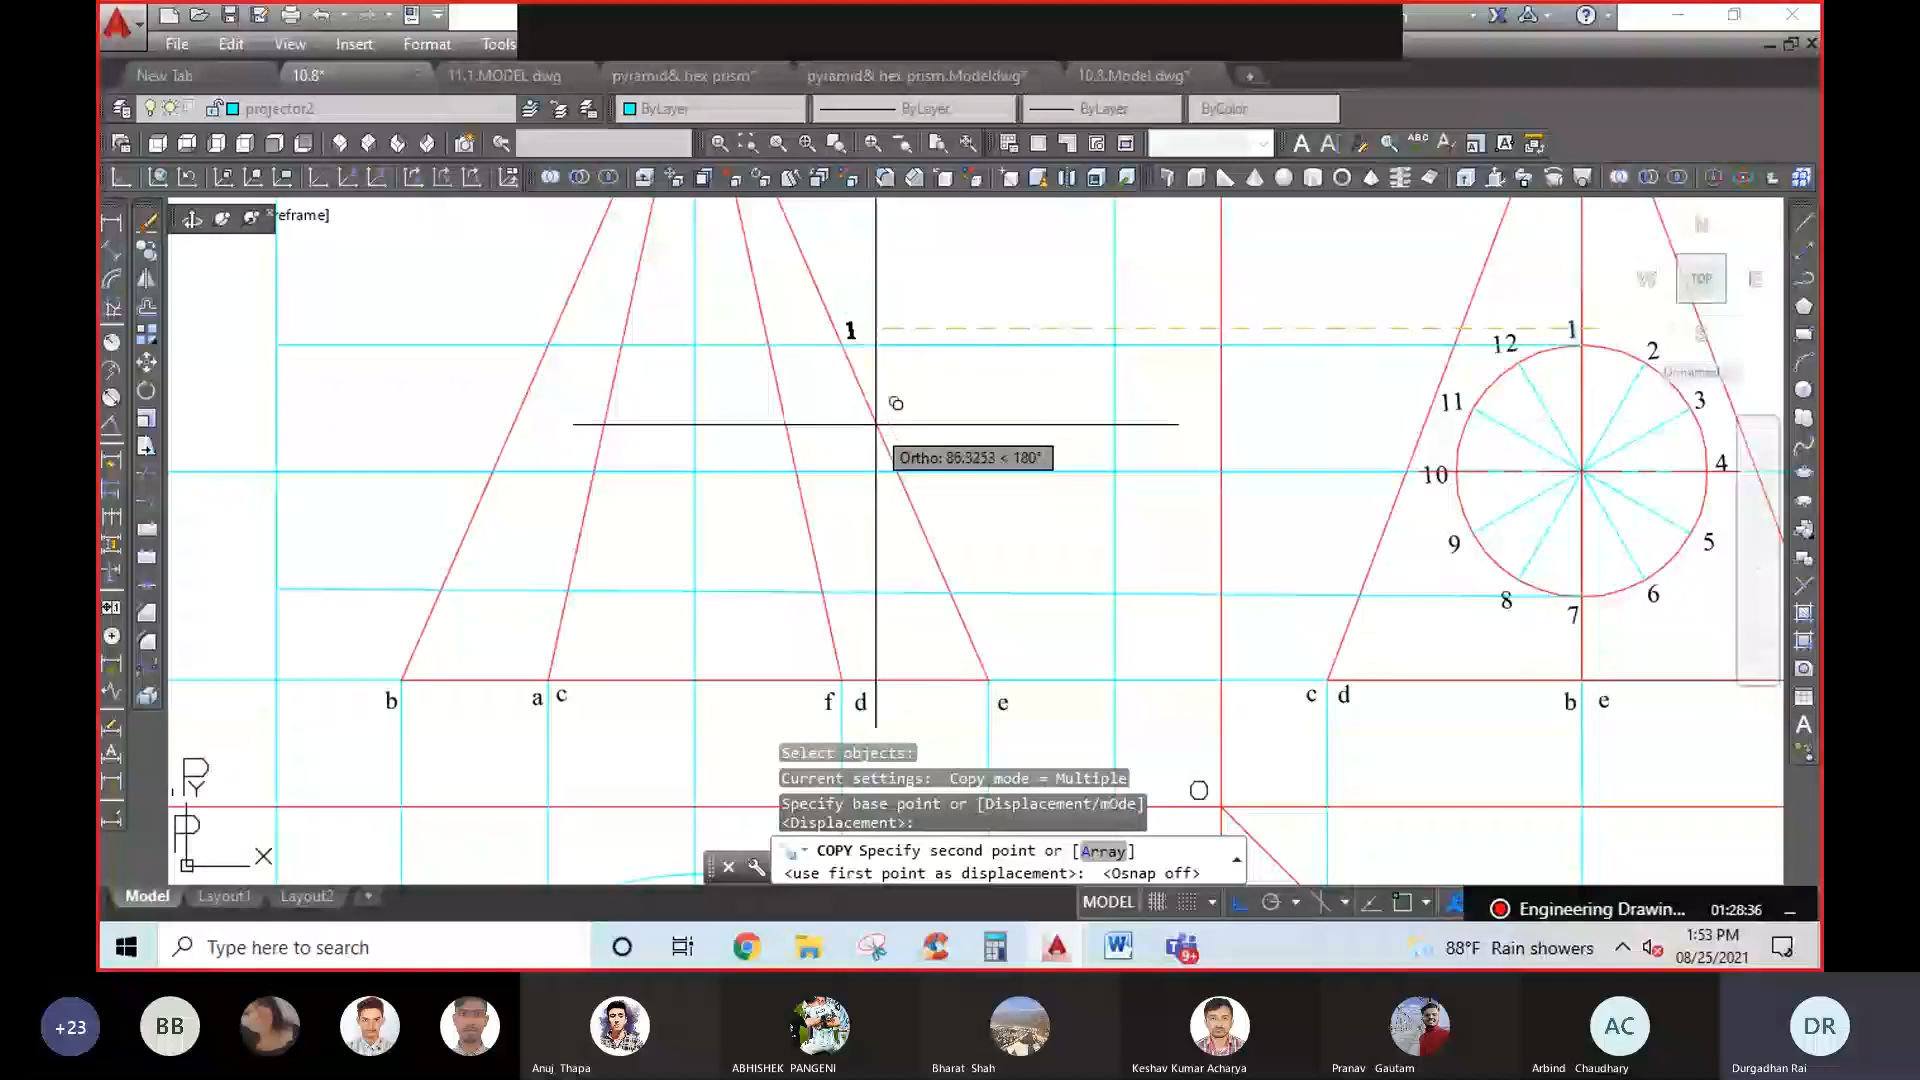 File Edit View Insert Format Tools
New Tab 10.8* 11.1.MODEL.dwg pyramid& hex prism* pyramid& hex prism.Modeldwg* 10.8.Model.dwg*
projector2 ByLayer ByLayer ByLayer ByColor
ABC
eframe]
N
W TOP E
S
Unnamed
1
1
12
2
11
3
10
4
9
5
8
6
7
Ortho: 86.3253 < 180°
b a c f d e c d b e
Select objects:
Current settings: Copy mode = Multiple
Specify base point or [Displacement/mOde]
<Displacement>:
COPY Specify second point or [Array]
<use first point as displacement>: <Osnap off>
O
P
Y
P
X
Model Layout1 Layout2
MODEL
Engineering Drawin... 01:28:36
Type here to search
9+
88°F Rain showers
1:53 PM
08/25/2021
+23
BB
AC
DR
Anuj Thapa
ABHISHEK PANGENI
Bharat Shah
Keshav Kumar Acharya
Pranav Gautam
Arbind Chaudhary
Durgadhan Rai